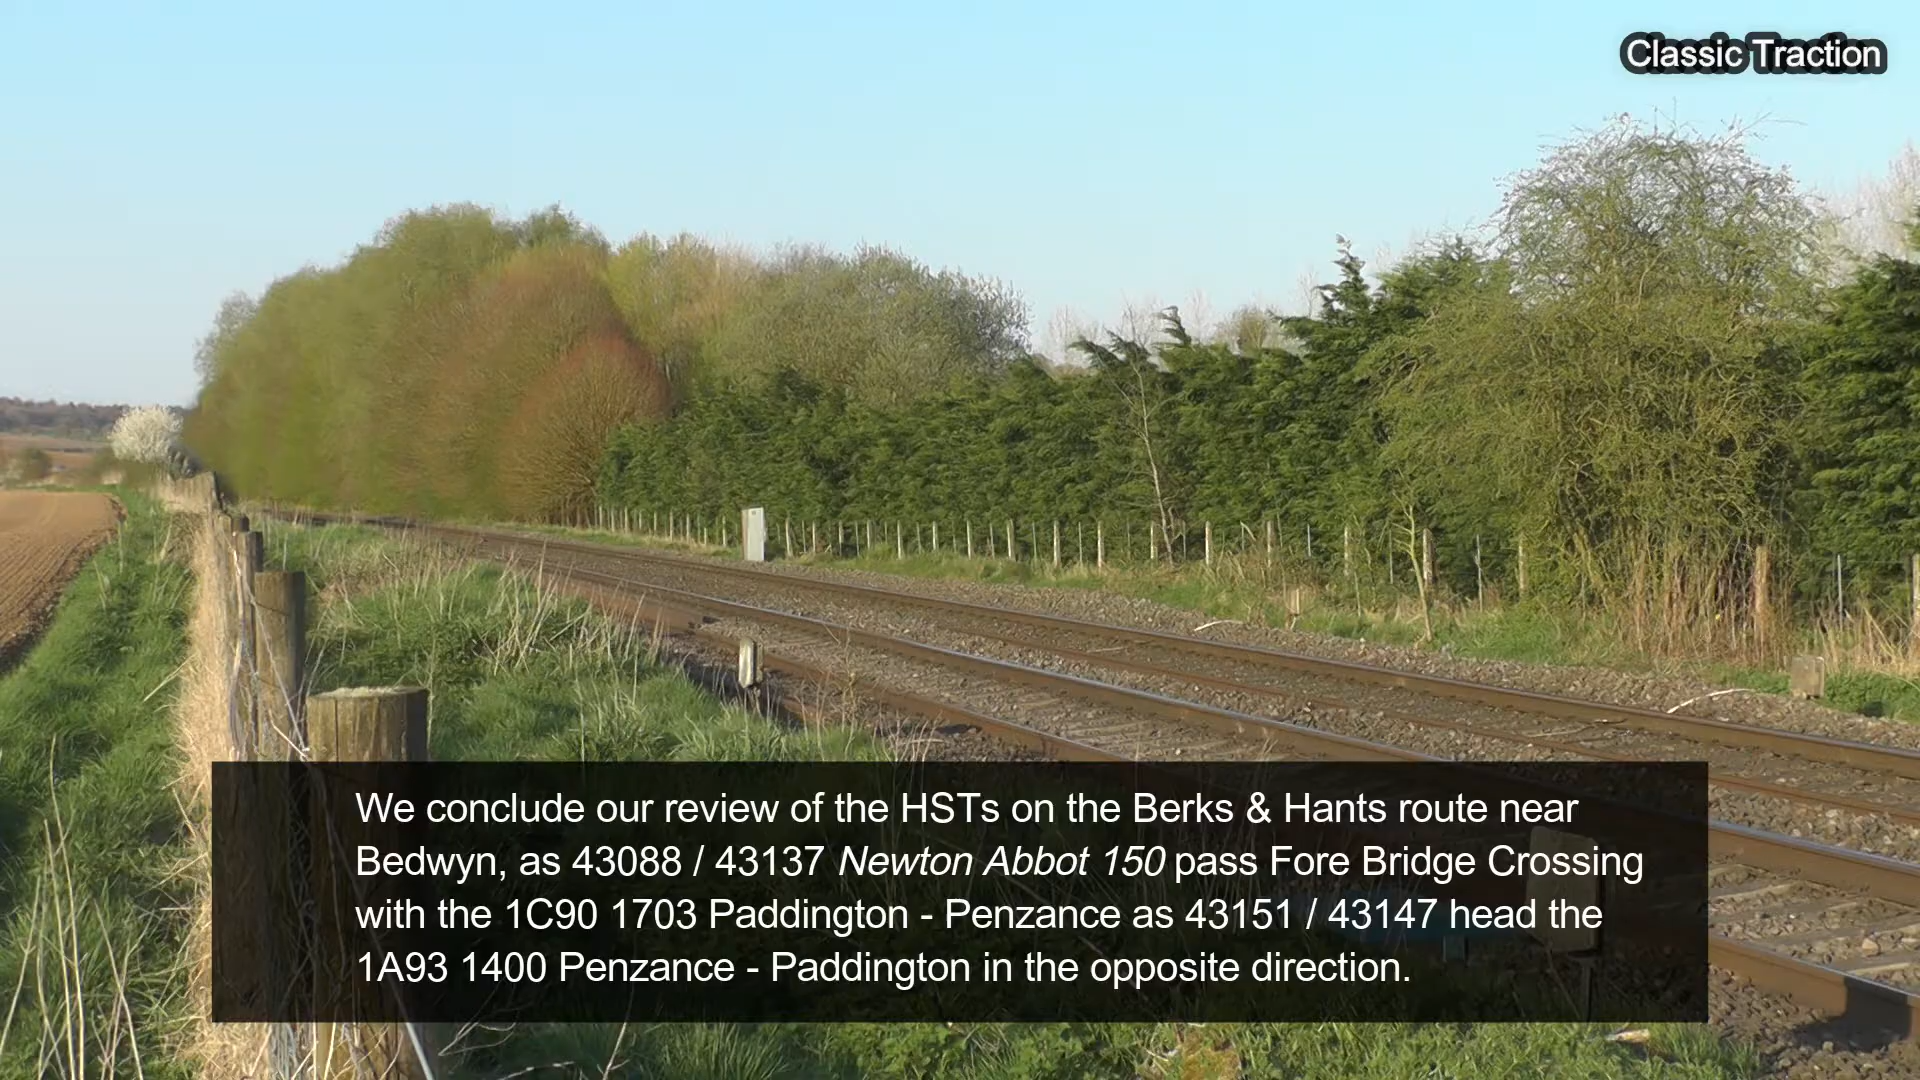 Classic Traction
We conclude our review of the HSTs on the Berks & Hants route near
Bedwyn, as 43088 / 43137 Newton Abbot 150 pass Fore Bridge Crossing
with the 1C90 1703 Paddington - Penzance as 43151 / 43147 head the
1A93 1400 Penzance - Paddington in the opposite direction.